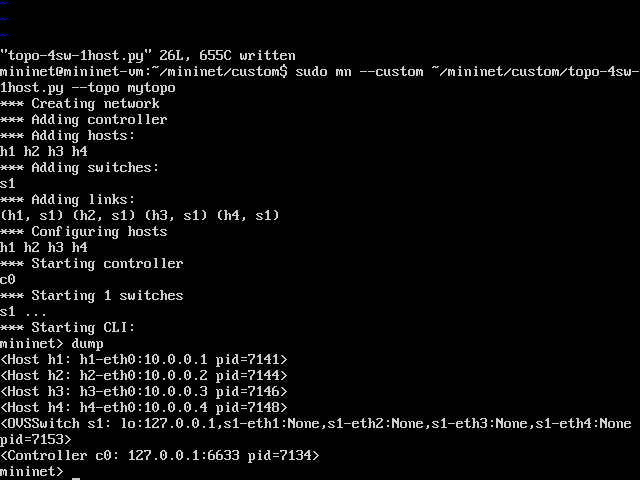 ~
~
~
"topo-4sw-1host.py" 26L, 655C written
mininet@mininet-vm:~/mininet/custom$ sudo mn --custom ~/mininet/custom/topo-4sw-
1host.py --topo mytopo
*** Creating network
*** Adding controller
*** Adding hosts:
h1 h2 h3 h4
*** Adding switches:
s1
*** Adding links:
(h1, s1) (h2, s1) (h3, s1) (h4, s1)
*** Configuring hosts
h1 h2 h3 h4
*** Starting controller
c0
*** Starting 1 switches
s1 ...
*** Starting CLI:
mininet> dump
<Host h1: h1-eth0:10.0.0.1 pid=7141>
<Host h2: h2-eth0:10.0.0.2 pid=7144>
<Host h3: h3-eth0:10.0.0.3 pid=7146>
<Host h4: h4-eth0:10.0.0.4 pid=7148>
<OVSSwitch s1: lo:127.0.0.1,s1-eth1:None,s1-eth2:None,s1-eth3:None,s1-eth4:None
pid=7153>
<Controller c0: 127.0.0.1:6633 pid=7134>
mininet> _